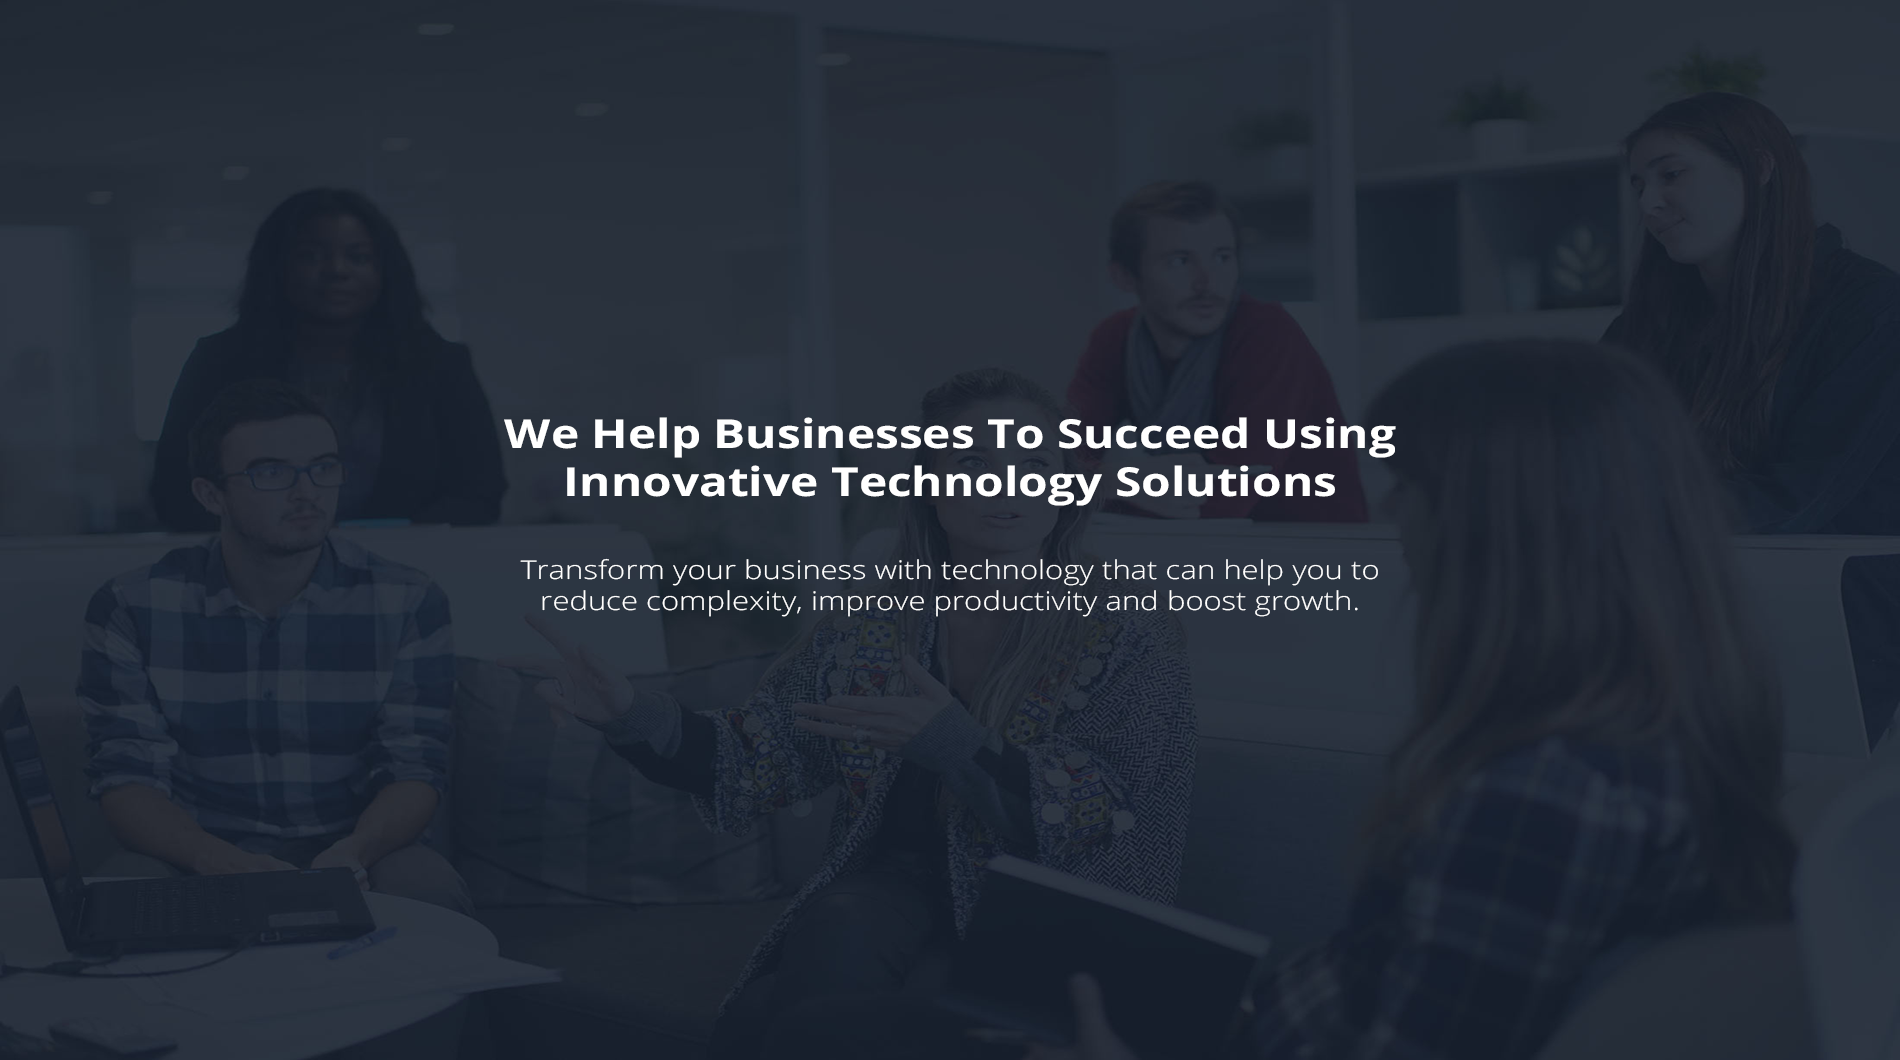 We Help Businesses To Succeed Using
Innovative Technology Solutions
Transform your business with technology that can help you to
reduce complexity, improve productivity and boost growth.